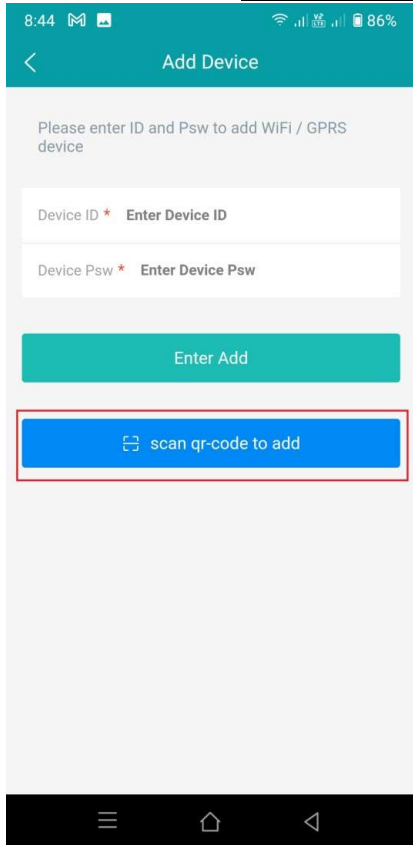 8:44 86%
Add Device
Please enter ID and Psw to add WiFi / GPRS
device
Device ID * Enter Device ID
Device Psw * Enter Device Psw
Enter Add
scan qr-code to add